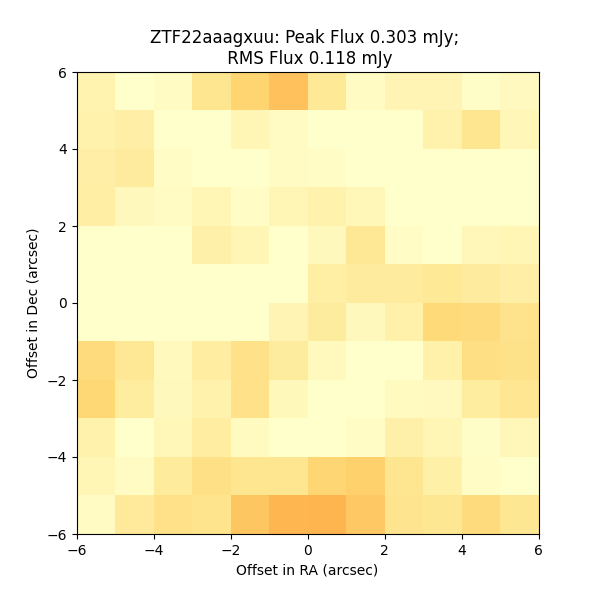 ZTF22aaagxuu: Peak Flux 0.303 mJy;
RMS Flux 0.118 mJy
6
4
2
0
−2
−4
−6
Offset in Dec (arcsec)
−6 −4 −2 0 2 4 6
Offset in RA (arcsec)